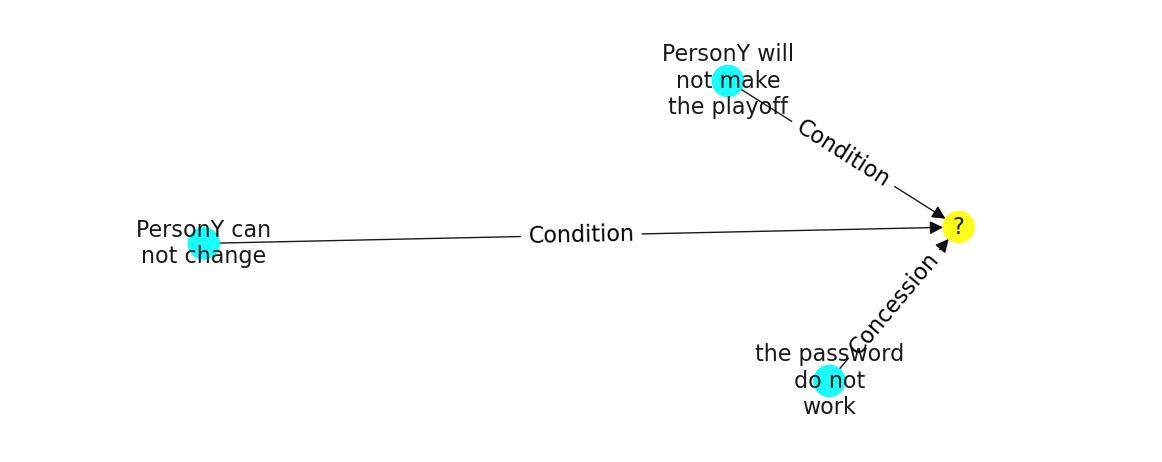 PersonY will
not make
the playoff
Condition
PersonY can
not change
Condition
?
Concession
the password
do not
work